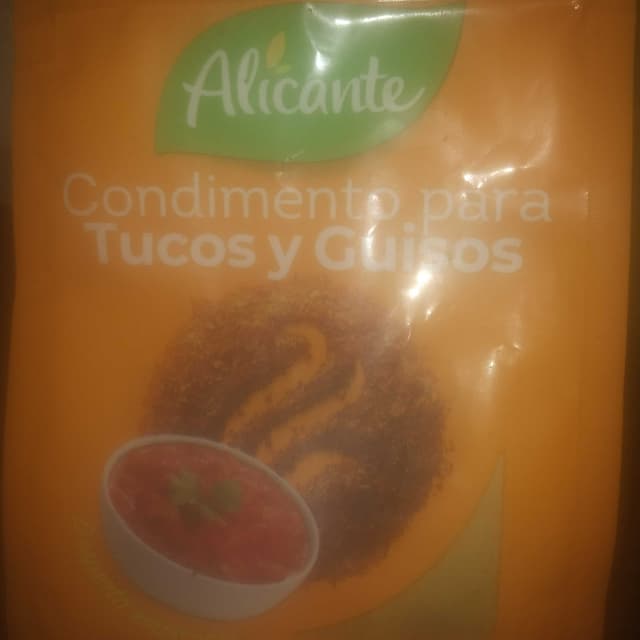 Alicante
Condimento para
Tucos y Guisos